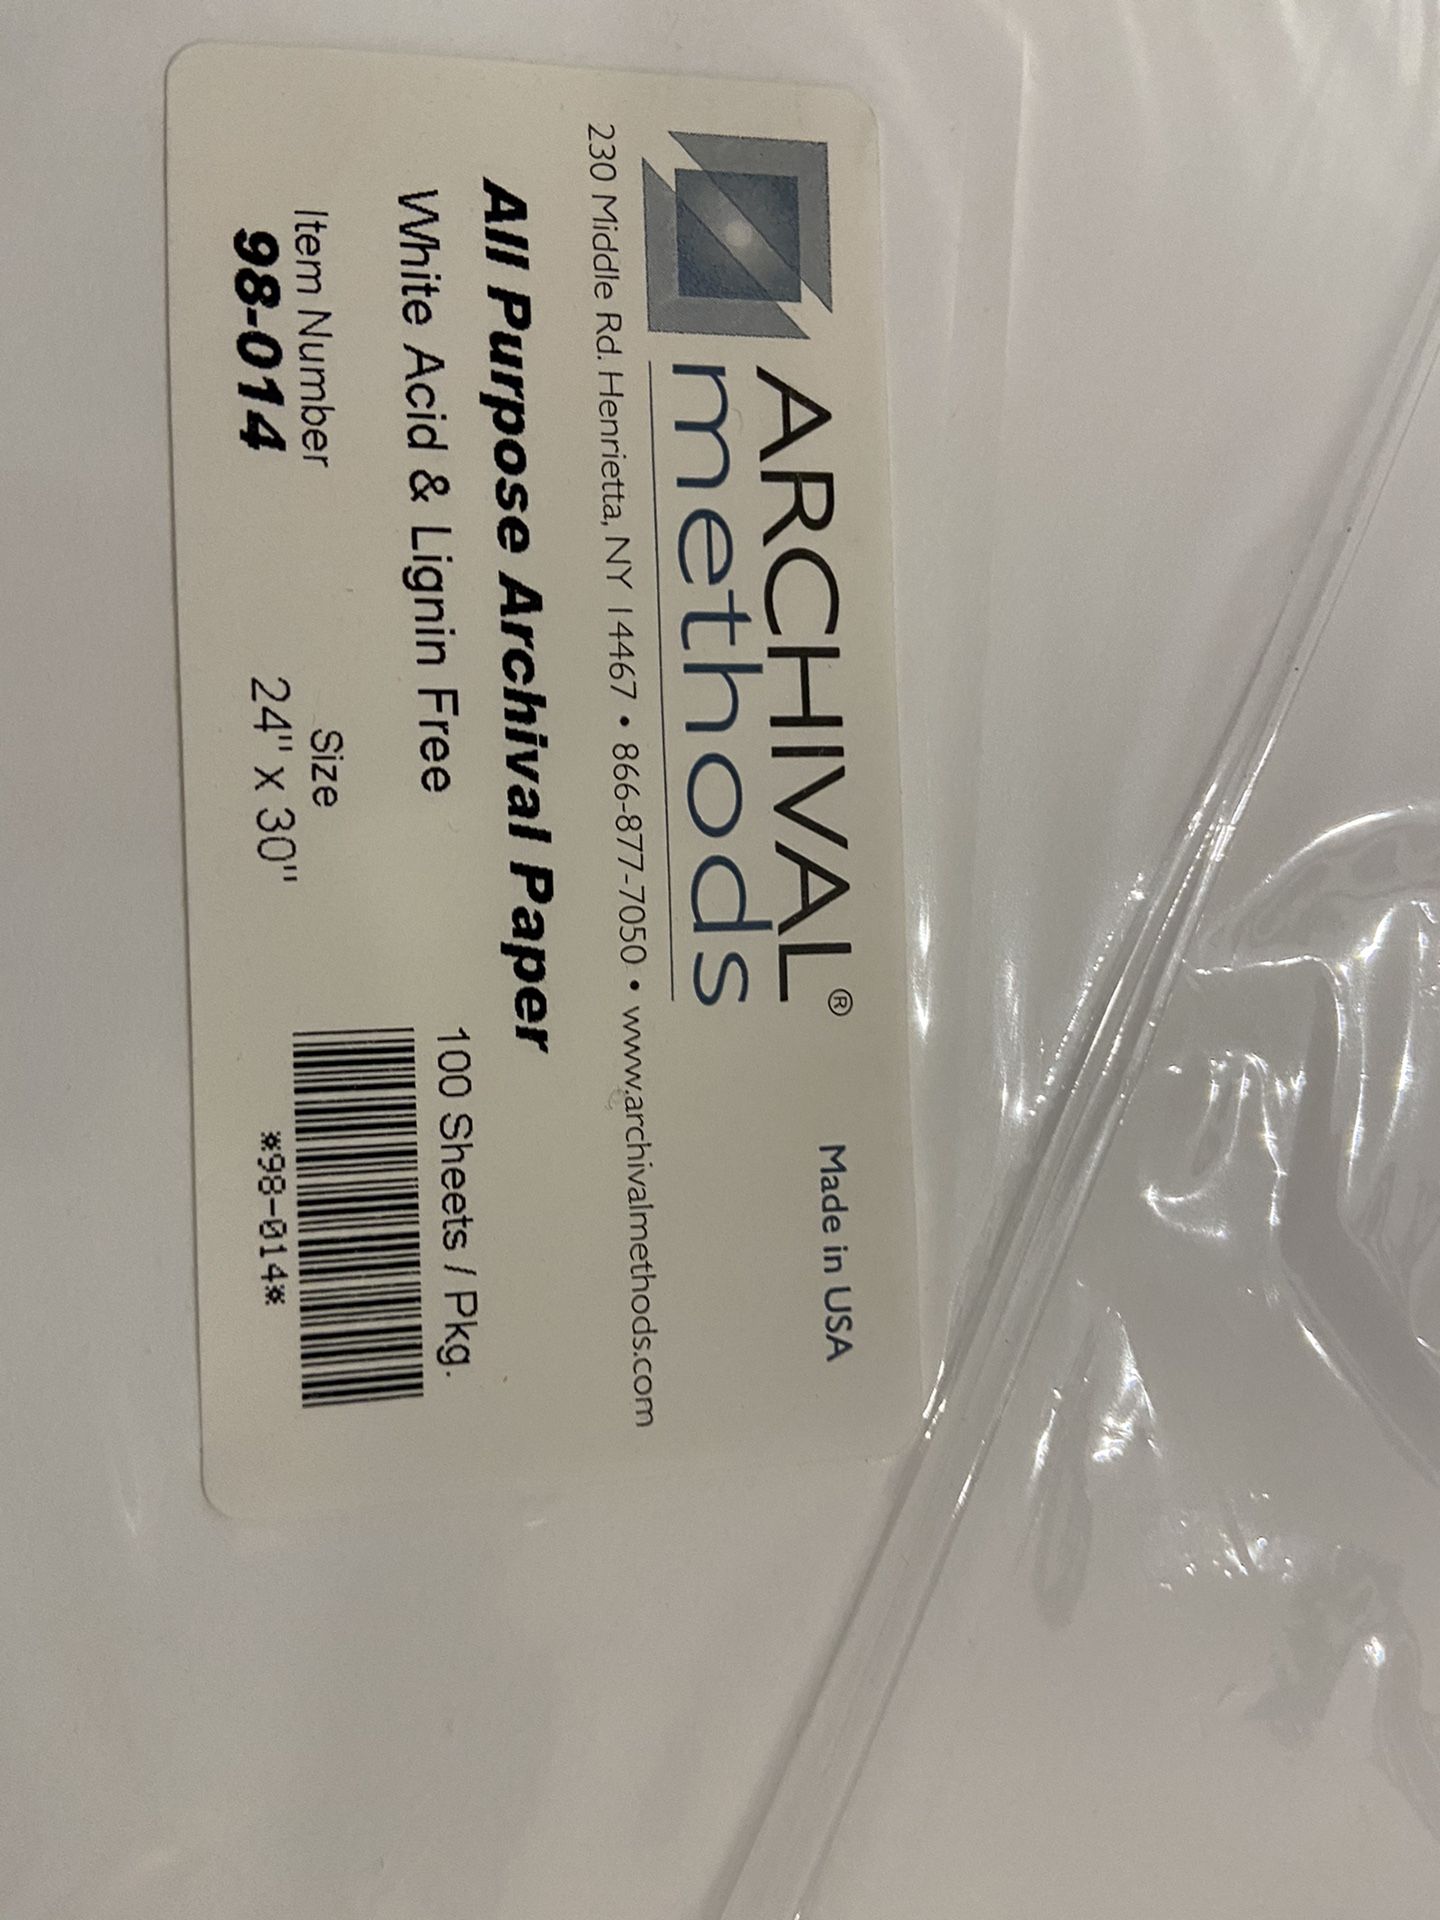 ARCHIVAL®
methods
Made in USA
230 Middle Rd. Henrietta, NY 14467 • 866-877-7050 • www.archivalmethods.com
All Purpose Archival Paper
White Acid & Lignin Free
100 Sheets / Pkg.
Item Number
Size
98-014
24" x 30"
*98-014*